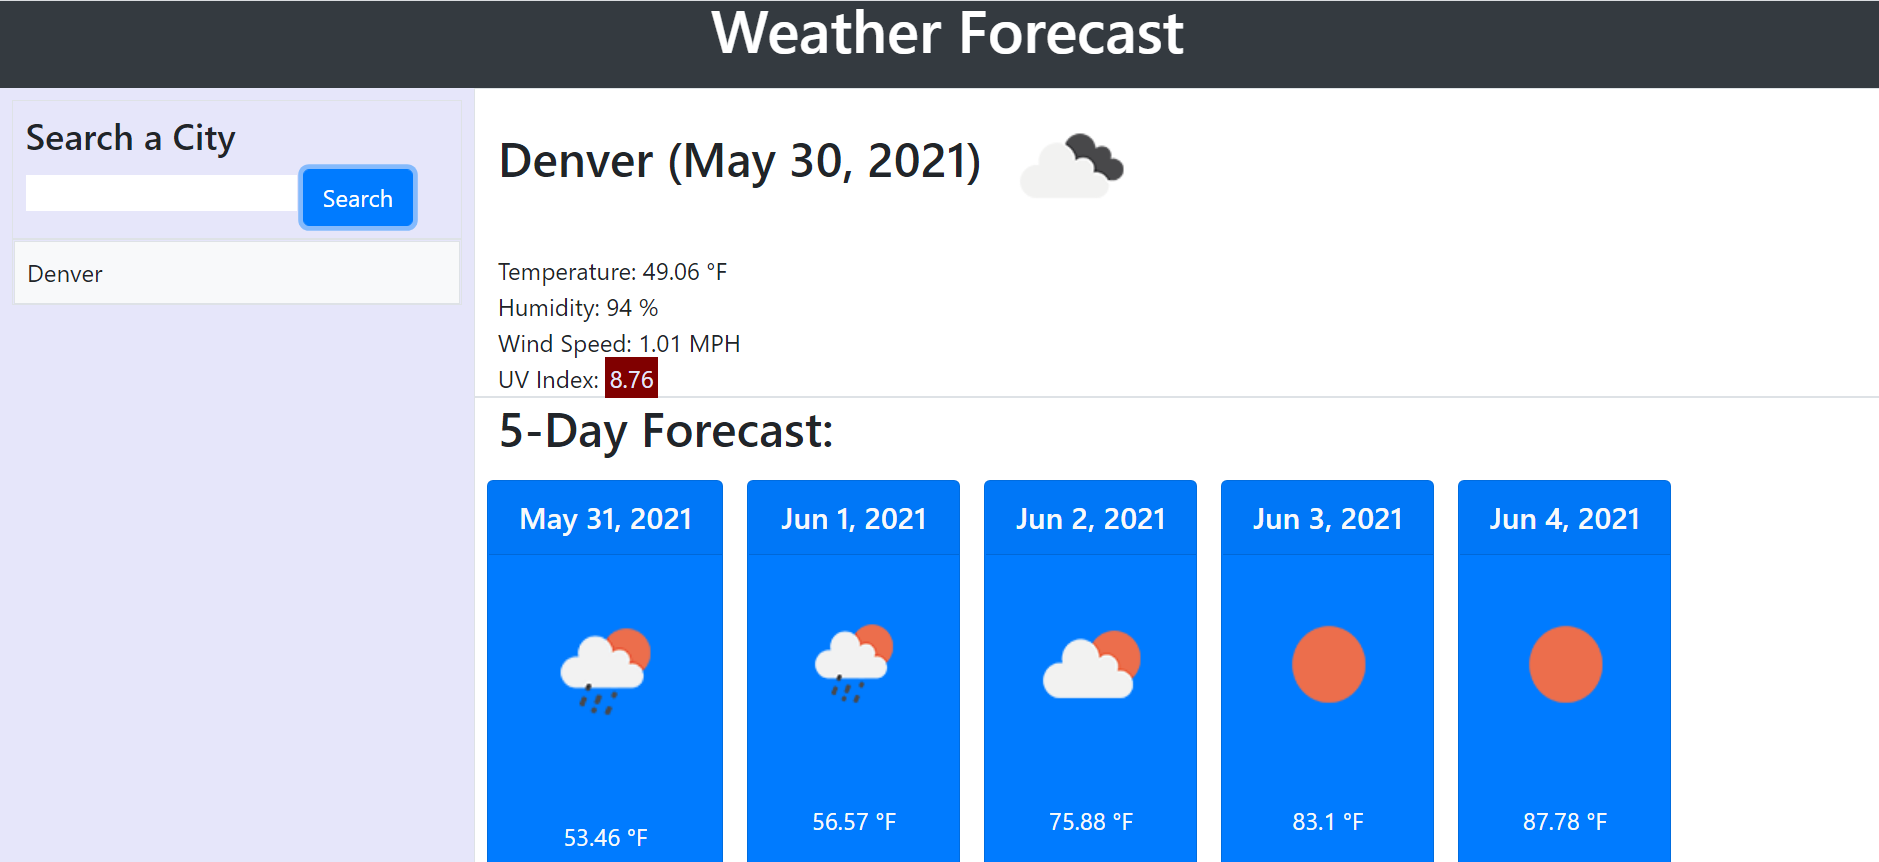 Weather Forecast
Search a City
Search
Denver
Denver (May 30, 2021)
Temperature: 49.06 °F
Humidity: 94 %
Wind Speed: 1.01 MPH
UV Index: 8.76
5-Day Forecast:
May 31, 2021
53.46 °F
Jun 1, 2021
56.57 °F
Jun 2, 2021
75.88 °F
Jun 3, 2021
83.1 °F
Jun 4, 2021
87.78 °F